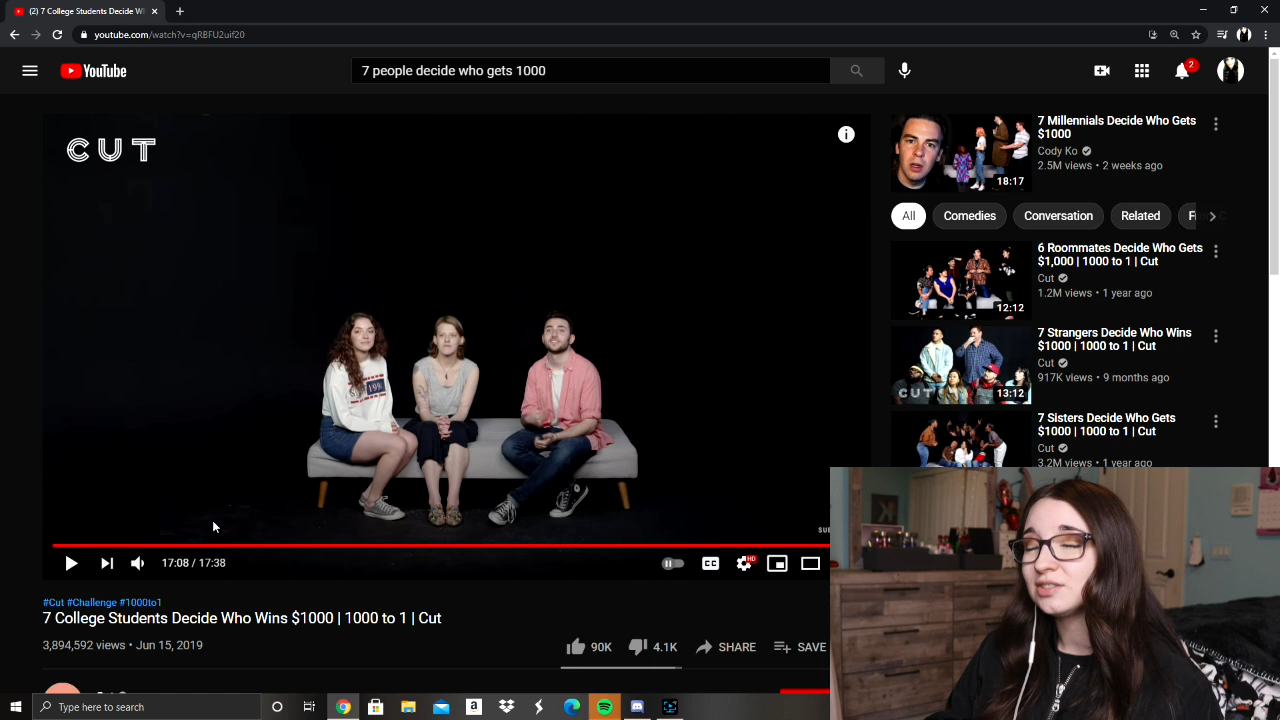 (2) 7 College Students Decide W
youtube.com/watch?v=qRBFU2uif20
YouTube
7 people decide who gets 1000
2
CUT
17:08 / 17:38
CC
HD
#Cut #Challenge #1000to1
7 College Students Decide Who Wins $1000 | 1000 to 1 | Cut
3,894,592 views • Jun 15, 2019
90K
4.1K
SHARE
SAVE
7 Millennials Decide Who Gets
$1000
Cody Ko
2.5M views • 2 weeks ago
18:17
All
Comedies
Conversation
Related
6 Roommates Decide Who Gets
$1,000 | 1000 to 1 | Cut
Cut
1.2M views • 1 year ago
12:12
7 Strangers Decide Who Wins
$1000 | 1000 to 1 | Cut
Cut
917K views • 9 months ago
CUT
13:12
7 Sisters Decide Who Gets
$1000 | 1000 to 1 | Cut
Cut
3.2M views • 1 year ago
Type here to search